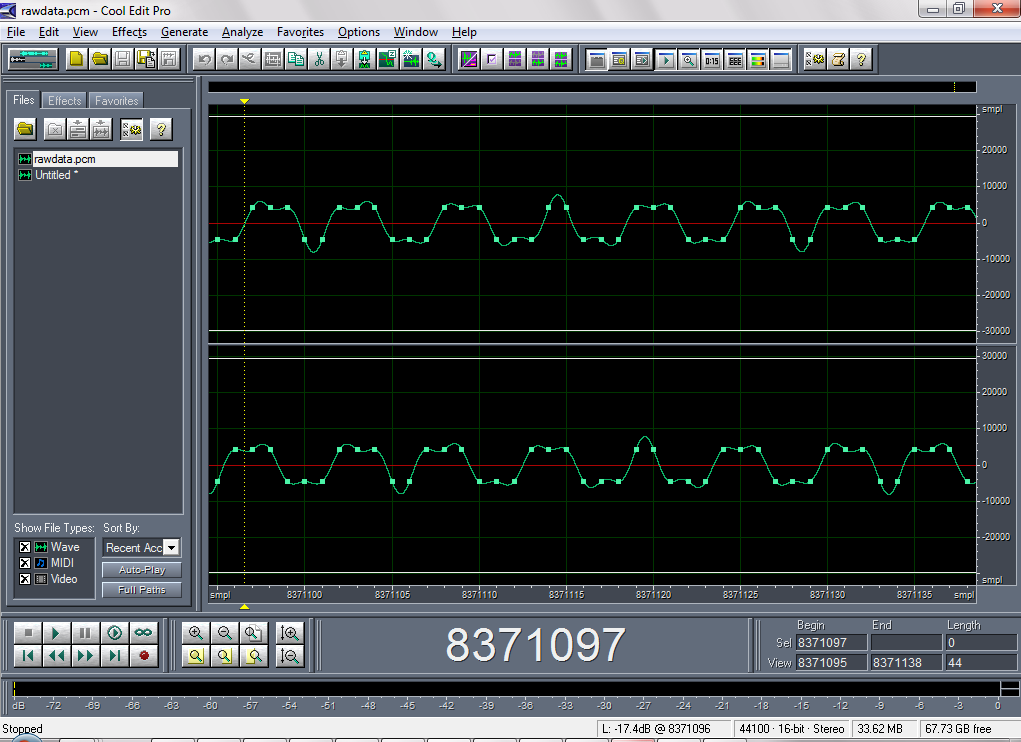 rawdata.pcm - Cool Edit Pro
File Edit View Effects Generate Analyze Favorites Options Window Help
0:15
Files Effects Favorites
rawdata.pcm
Untitled *
Show File Types: Sort By:
Wave Recent Acc
MIDI Auto-Play
Video Full Paths
smpl
20000
10000
0
-10000
-20000
-30000
30000
20000
10000
0
-10000
-20000
smpl
smpl 8371100 8371105 8371110 8371115 8371120 8371125 8371130 8371135 smpl
8371097
Begin End Length
Sel 8371097 0
View 8371095 8371138 44
dB -72 -69 -66 -63 -60 -57 -54 -51 -48 -45 -42 -39 -36 -33 -30 -27 -24 -21 -18 -15 -12 -9 -6 -3 0
Stopped L: -17.4dB @ 8371096 44100 · 16-bit · Stereo 33.62 MB 67.73 GB free